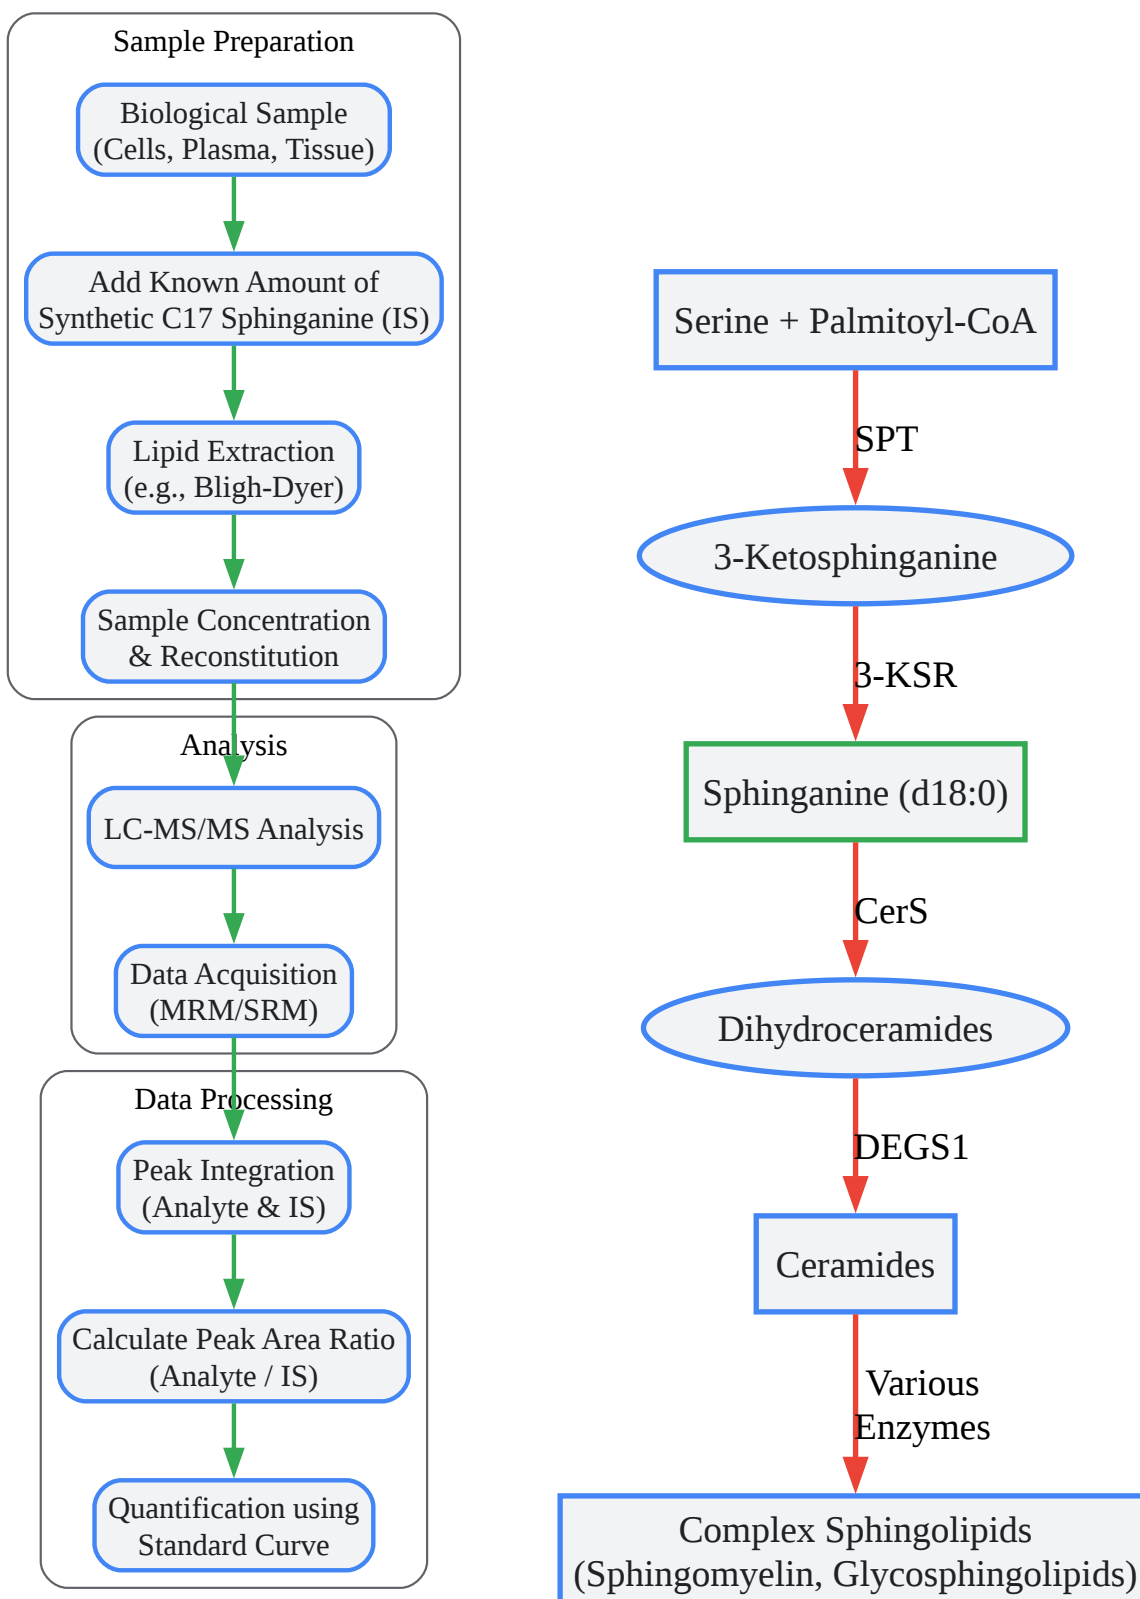 Sample Preparation
Biological Sample
(Cells, Plasma, Tissue)
Add Known Amount of
Synthetic C17 Sphinganine (IS)
Lipid Extraction
(e.g., Bligh-Dyer)
Sample Concentration
& Reconstitution
Analysis
LC-MS/MS Analysis
Data Acquisition
(MRM/SRM)
Data Processing
Peak Integration
(Analyte & IS)
Calculate Peak Area Ratio
(Analyte / IS)
Quantification using
Standard Curve
Serine + Palmitoyl-CoA
SPT
3-Ketosphinganine
3-KSR
Sphinganine (d18:0)
CerS
Dihydroceramides
DEGS1
Ceramides
Various
Enzymes
Complex Sphingolipids
(Sphingomyelin, Glycosphingolipids)